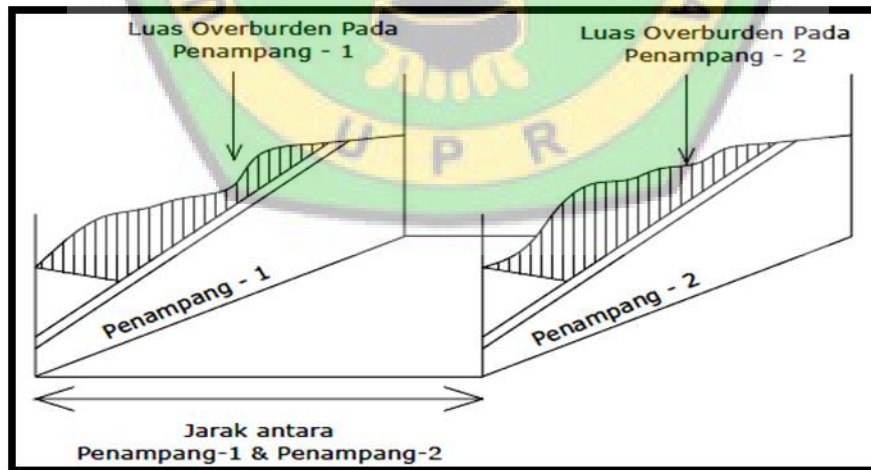 Luas Overburden Pada
Penampang - 1
Luas Overburden Pada
Penampang - 2
U P R
Penampang - 1
Penampang - 2
Jarak antara
Penampang-1 & Penampang-2